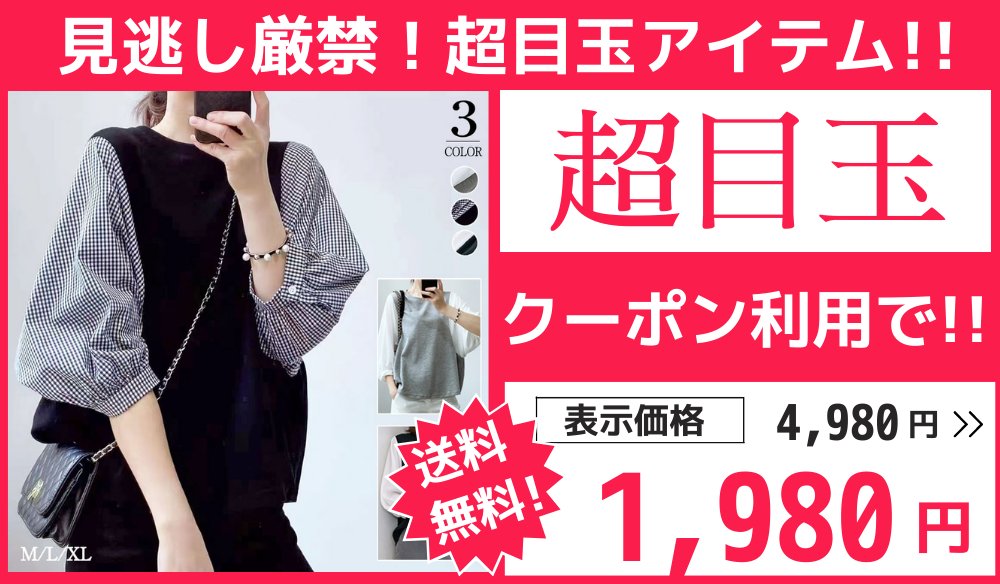 見逃し厳禁！超目玉アイテム!!
3
COLOR
超目玉
クーポン利用で!!
表示価格 4,980円 >>
送料
無料!
1,980円
M/L/XL